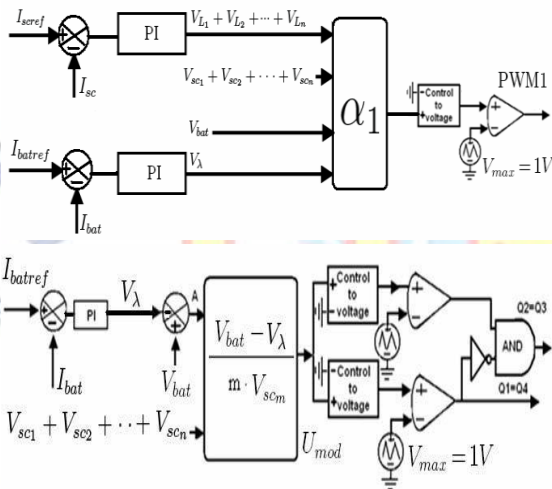 I_scref
PI
V_L1 + V_L2 + ··· + V_Ln
I_sc
V_sc1 + V_sc2 + ··· + V_scn
V_bat
α_1
Control to voltage
PWM1
V_max = 1V
I_batref
PI
V_λ
I_bat
I_batref
PI
V_λ
A
I_bat
V_bat
V_sc1 + V_sc2 + ·· + V_scn
V_bat − V_λ
m · V_scm
U_mod
Control
to
voltage
Control
to
voltage
AND
Q2=Q3
Q1=Q4
V_max = 1V